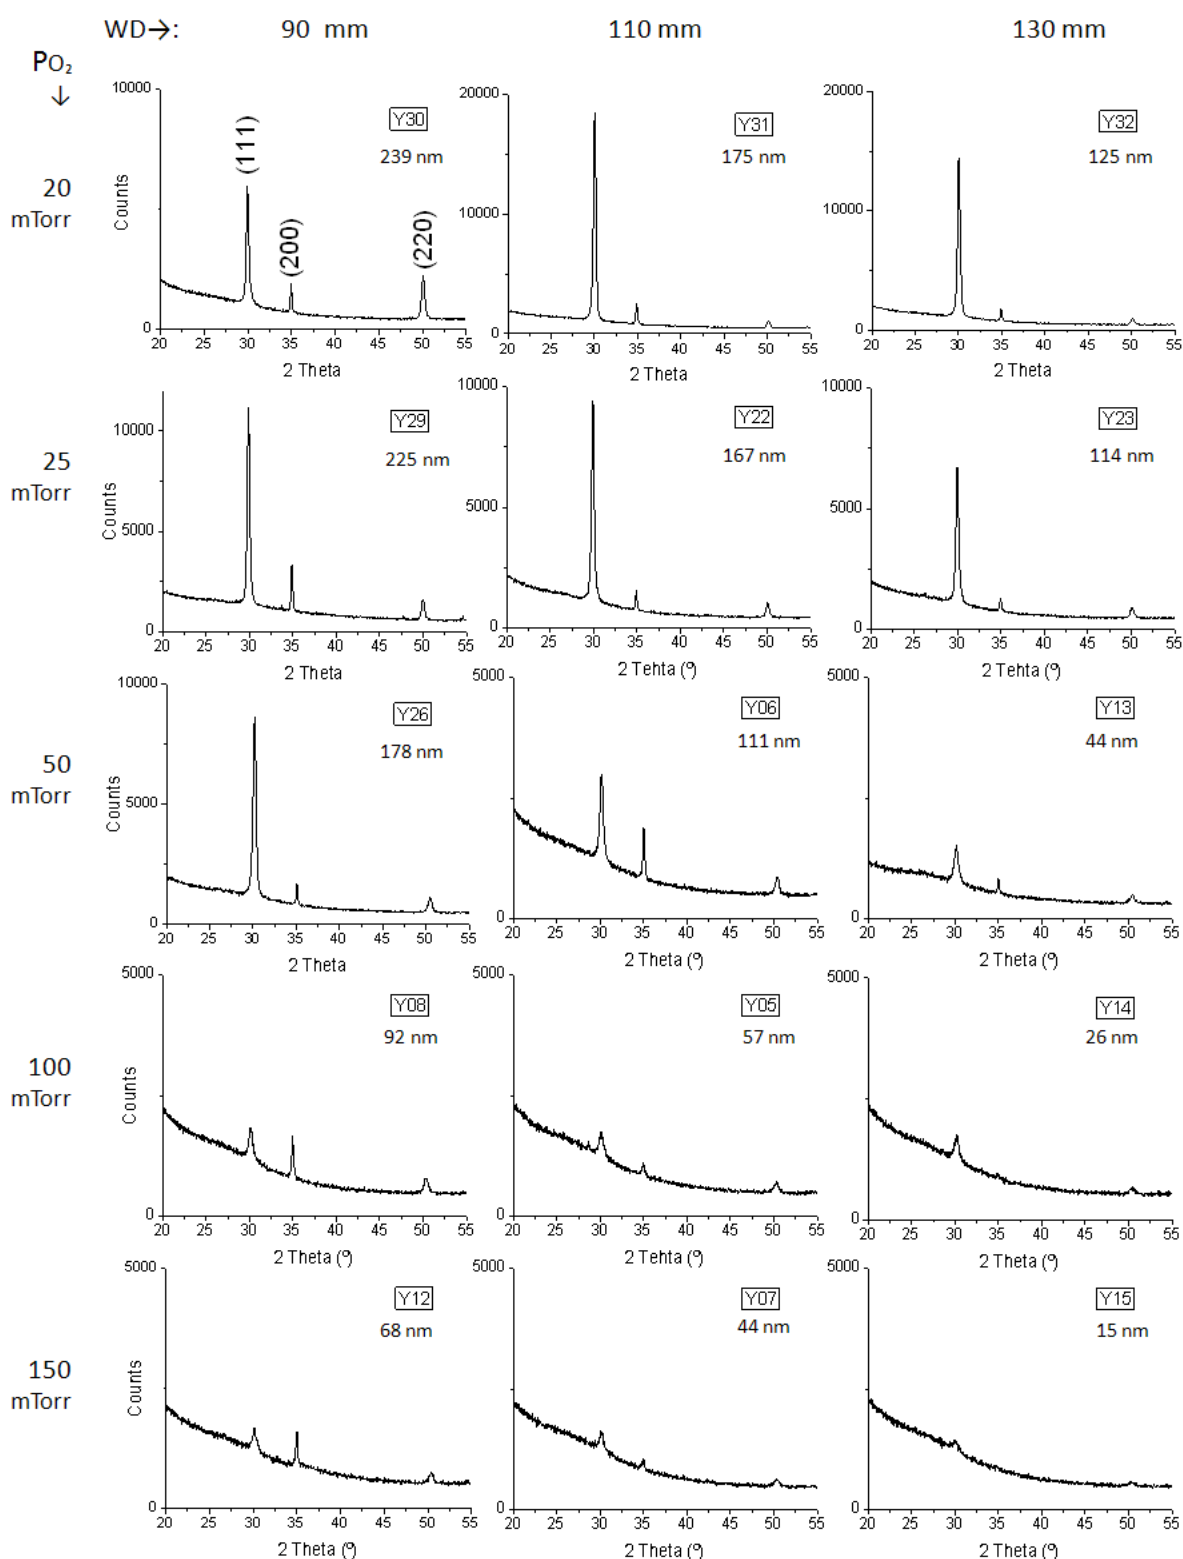 WD→: 90 mm 110 mm 130 mm
PO₂
↓
20
mTorr
10000
5000
0
Counts
(111)
(200)
(220)
Y30
239 nm
20 25 30 35 40 45 50 55
2 Theta
20000
10000
0
Y31
175 nm
20 25 30 35 40 45 50 55
2 Theta
20000
10000
0
Y32
125 nm
20 25 30 35 40 45 50 55
2 Theta
25
mTorr
10000
5000
0
Counts
Y29
225 nm
20 25 30 35 40 45 50 55
2 Theta
10000
5000
0
Y22
167 nm
20 25 30 35 40 45 50 55
2 Tehta (º)
10000
5000
0
Y23
114 nm
20 25 30 35 40 45 50 55
2 Tehta (º)
50
mTorr
10000
5000
0
Counts
Y26
178 nm
20 25 30 35 40 45 50 55
2 Theta
5000
0
Y06
111 nm
20 25 30 35 40 45 50 55
2 Tehta (º)
5000
0
Y13
44 nm
20 25 30 35 40 45 50 55
2 Theta (º)
100
mTorr
5000
0
Counts
Y08
92 nm
20 25 30 35 40 45 50 55
2 Theta (º)
5000
0
Y05
57 nm
20 25 30 35 40 45 50 55
2 Tehta (º)
5000
0
Y14
26 nm
20 25 30 35 40 45 50 55
2 Theta (º)
150
mTorr
5000
0
Counts
Y12
68 nm
20 25 30 35 40 45 50 55
2 Theta (º)
5000
0
Y07
44 nm
20 25 30 35 40 45 50 55
2 Theta (º)
5000
0
Y15
15 nm
20 25 30 35 40 45 50 55
2 Theta (º)